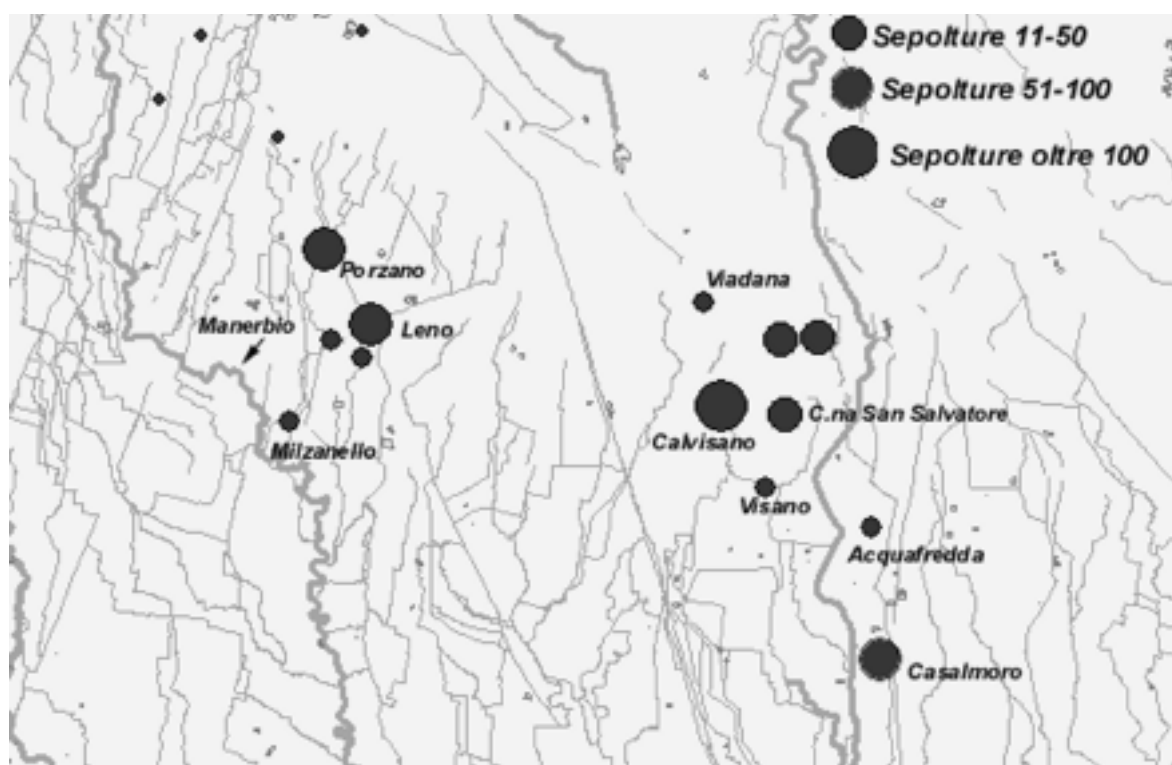 Sepolture 11-50
Sepolture 51-100
Sepolture oltre 100
Porzano
Viadana
Manerbio
Leno
C.na San Salvatore
Calvisano
Milzanello
Visano
Acquafredda
Casalmoro